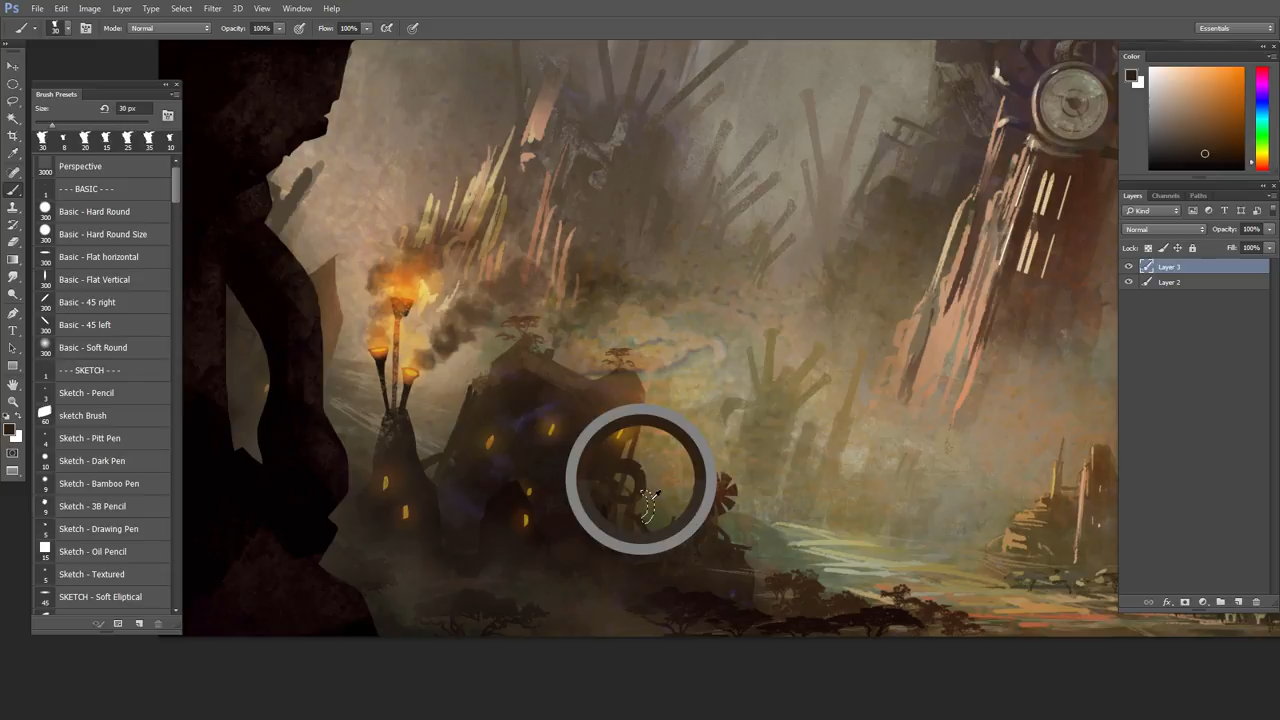 Ps File Edit Image Layer Type Select Filter 3D View Window Help
30 Mode: Normal Opacity: 100% Flow: 100% Essentials
Color
Brush Presets
Size: 30 px
30 8 20 15 25 35 10
3000 Perspective
1 - - - BASIC - - -
300 Basic - Hard Round
300 Basic - Hard Round Size
300 Basic - Flat horizontal
300 Basic - Flat Vertical
300 Basic - 45 right
300 Basic - 45 left
300 Basic - Soft Round
1 - - - SKETCH - - -
3 Sketch - Pencil
60 sketch Brush
4 Sketch - Pitt Pen
10 Sketch - Dark Pen
9 Sketch - Bamboo Pen
9 Sketch - 3B Pencil
5 Sketch - Drawing Pen
15 Sketch - Oil Pencil
5 Sketch - Textured
45 SKETCH - Soft Eliptical
Layers Channels Paths
Kind
Normal Opacity: 100%
Lock: Fill: 100%
Layer 3
Layer 2
fx